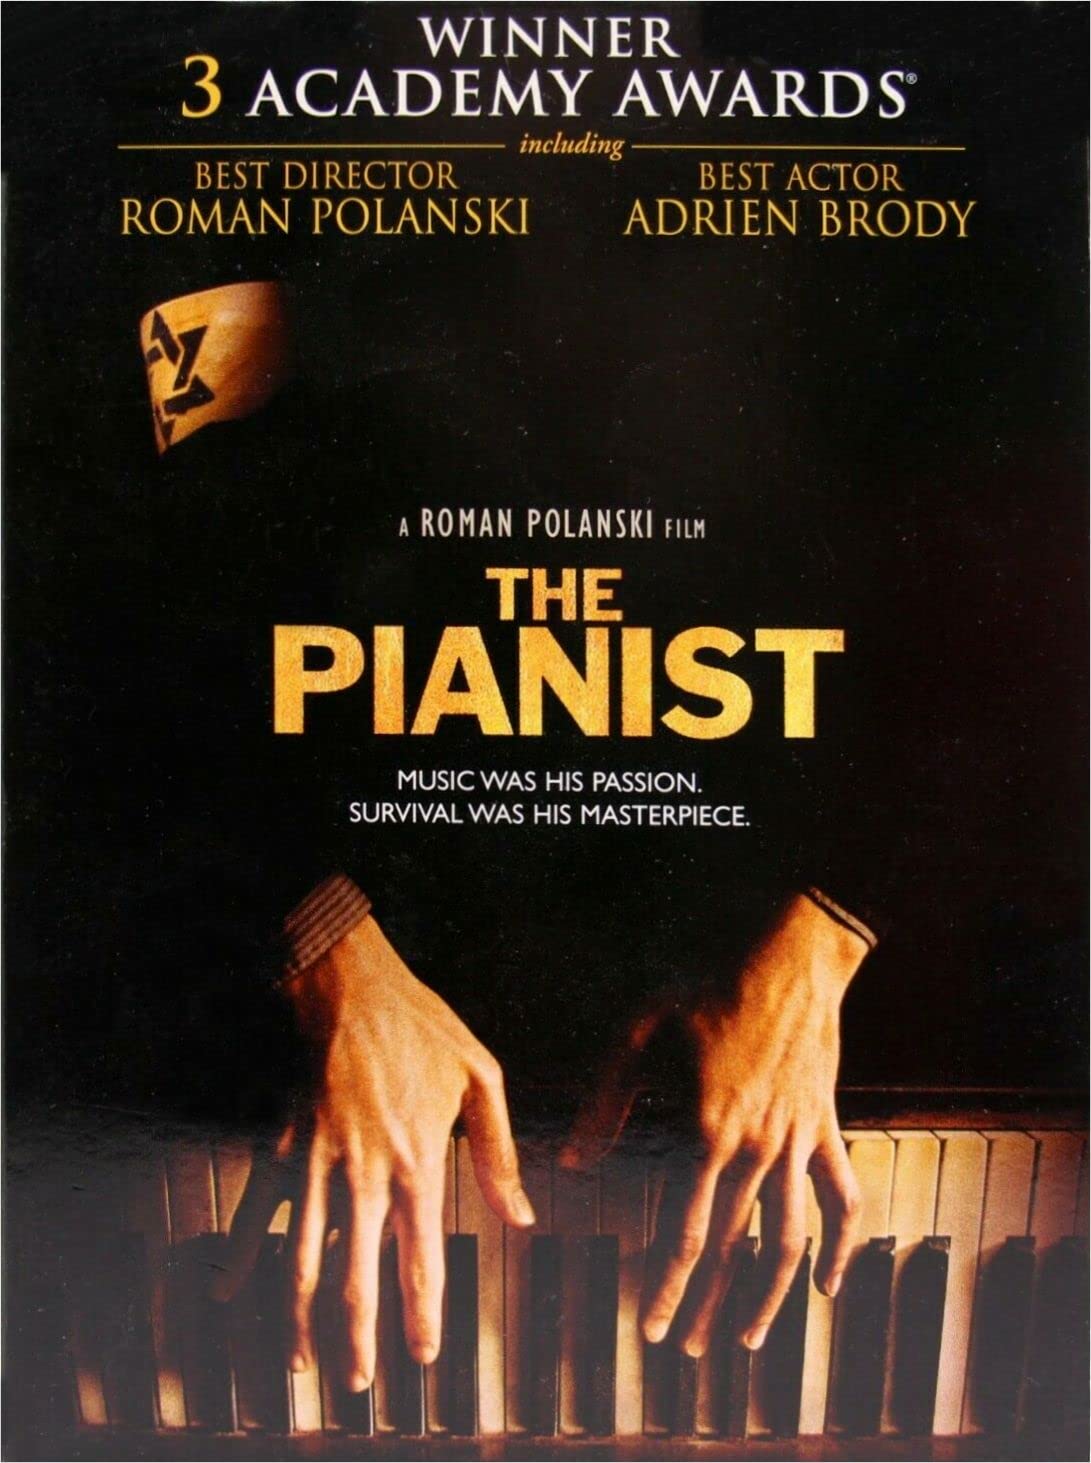 WINNER
3 ACADEMY AWARDS®
including
BEST DIRECTOR
ROMAN POLANSKI
BEST ACTOR
ADRIEN BRODY
A ROMAN POLANSKI FILM
THE
PIANIST
MUSIC WAS HIS PASSION.
SURVIVAL WAS HIS MASTERPIECE.